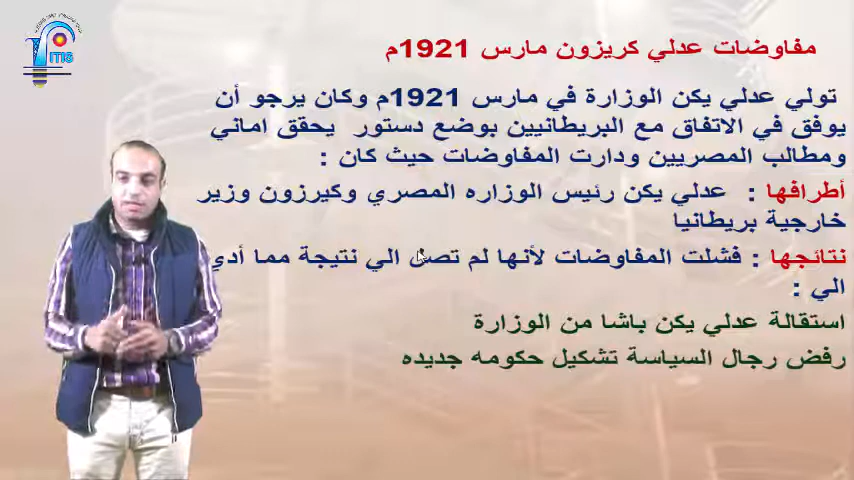 ITIS
مفاوضات عدلي كريزون مارس 1921م
تولي عدلي يكن الوزارة في مارس 1921م وكان يرجو أن
يوفق في الاتفاق مع البريطانيين بوضع دستور يحقق اماني
ومطالب المصريين ودارت المفاوضات حيث كان :
أطرافها : عدلي يكن رئيس الوزاره المصري وكيرزون وزير
خارجية بريطانيا
نتائجها : فشلت المفاوضات لأنها لم تصل الي نتيجة مما أدي
الي :
استقالة عدلي يكن باشا من الوزارة
رفض رجال السياسة تشكيل حكومه جديده